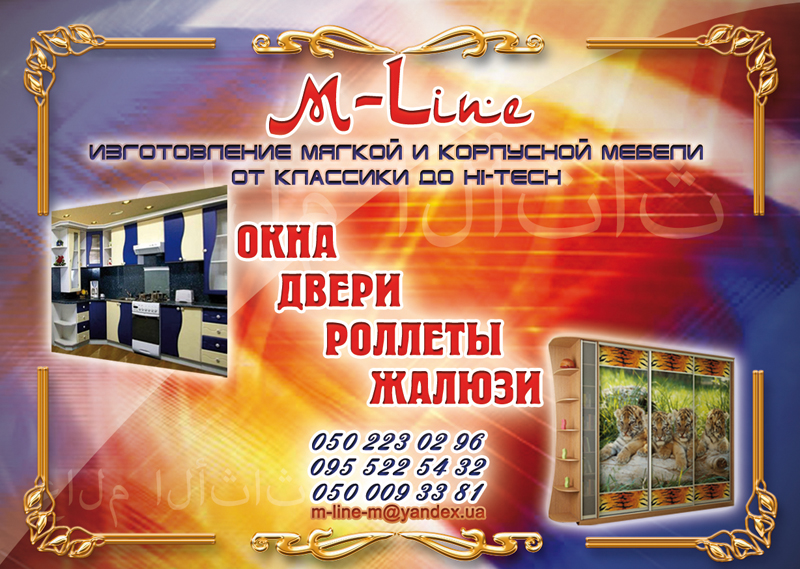 M-Line
ИЗГОТОВЛЕНИЕ МЯГКОЙ И КОРПУСНОЙ МЕБЕЛИ
ОТ КЛАССИКИ ДО HI-TECH
ОКНА
ДВЕРИ
РОЛЛЕТЫ
ЖАЛЮЗИ
050 223 02 96
095 522 54 32
050 009 33 81
m-line-m@yandex.ua